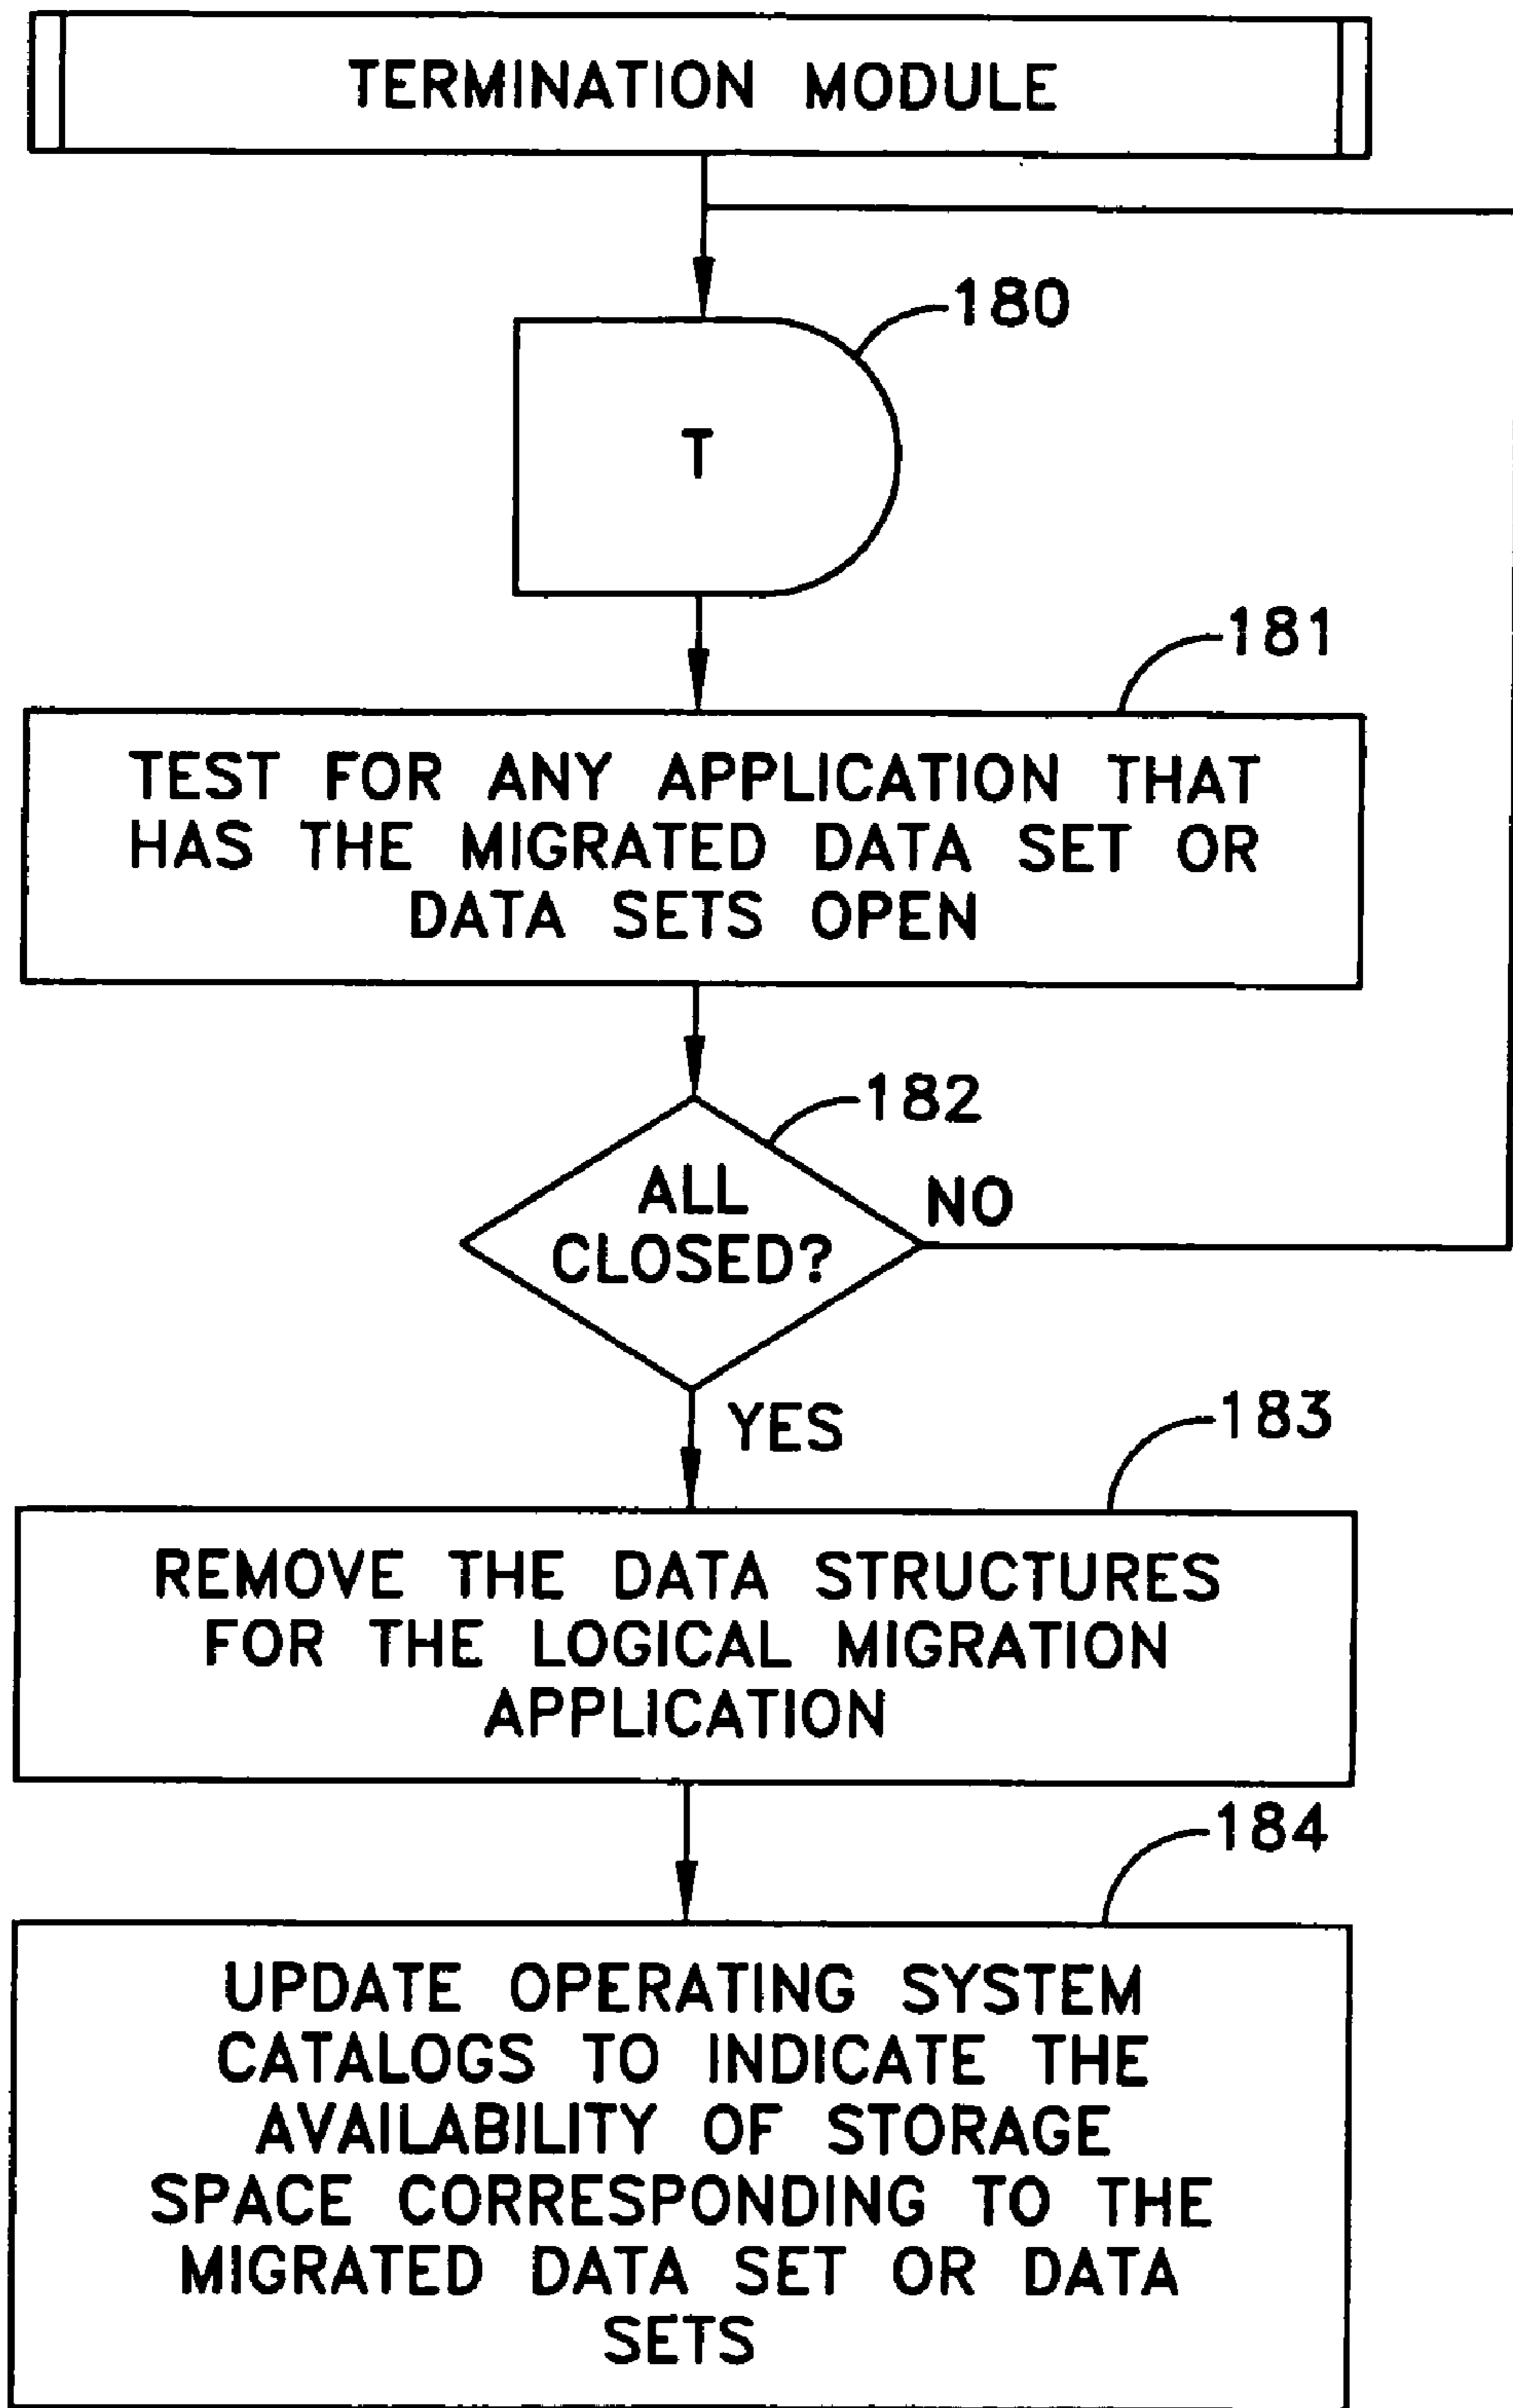 TERMINATION MODULE
180
T
181
TEST FOR ANY APPLICATION THAT
HAS THE MIGRATED DATA SET OR
DATA SETS OPEN
182
ALL
CLOSED?
NO
YES
183
REMOVE THE DATA STRUCTURES
FOR THE LOGICAL MIGRATION
APPLICATION
184
UPDATE OPERATING SYSTEM
CATALOGS TO INDICATE THE
AVAILABILITY OF STORAGE
SPACE CORRESPONDING TO THE
MIGRATED DATA SET OR DATA
SETS